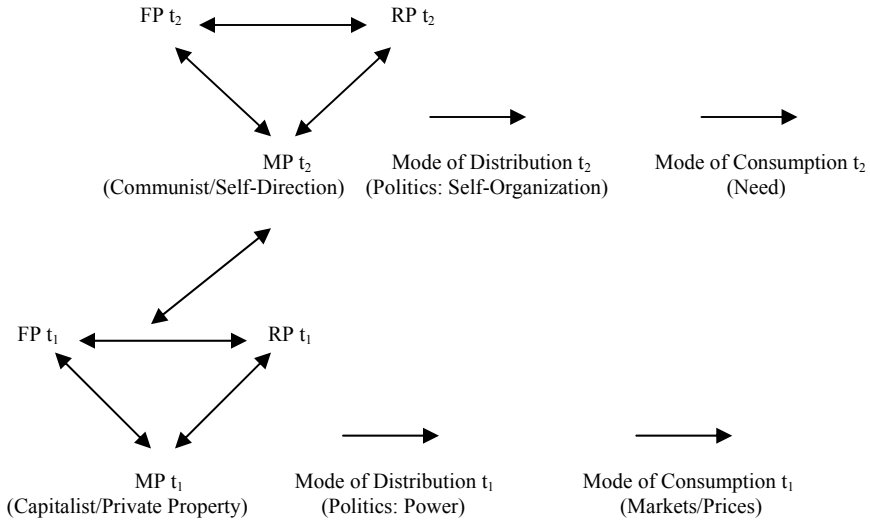 FP t₂ RP t₂
MP t₂ Mode of Distribution t₂ Mode of Consumption t₂
(Communist/Self-Direction) (Politics: Self-Organization) (Need)
FP t₁ RP t₁
MP t₁ Mode of Distribution t₁ Mode of Consumption t₁
(Capitalist/Private Property) (Politics: Power) (Markets/Prices)